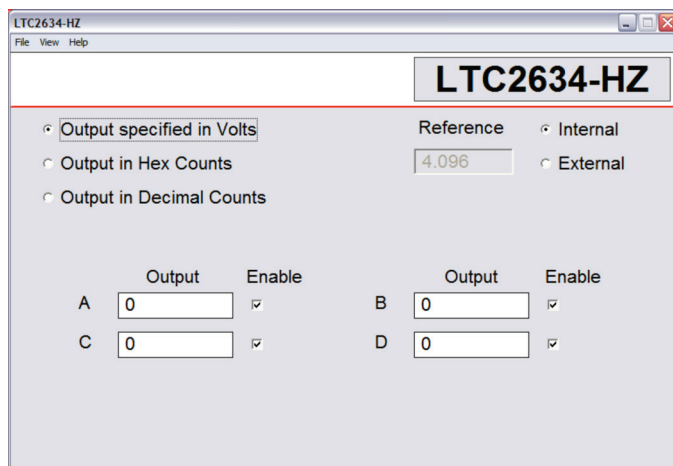 LTC2634-HZ
File View Help
LTC2634-HZ
Output specified in Volts
Reference
Internal
Output in Hex Counts
4.096
External
Output in Decimal Counts
Output Enable Output Enable
A 0 B 0
C 0 D 0